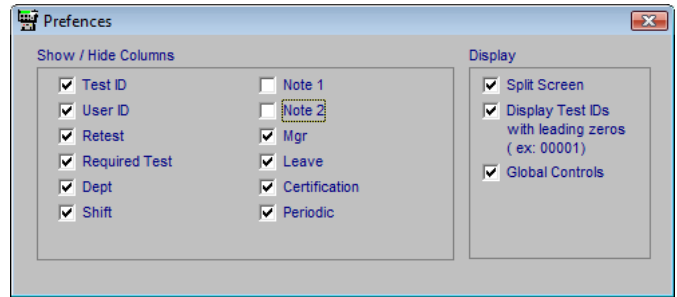 Prefences
Show / Hide Columns
Test ID
User ID
Retest
Required Test
Dept
Shift
Note 1
Note 2
Mgr
Leave
Certification
Periodic
Display
Split Screen
Display Test IDs
with leading zeros
( ex: 00001)
Global Controls